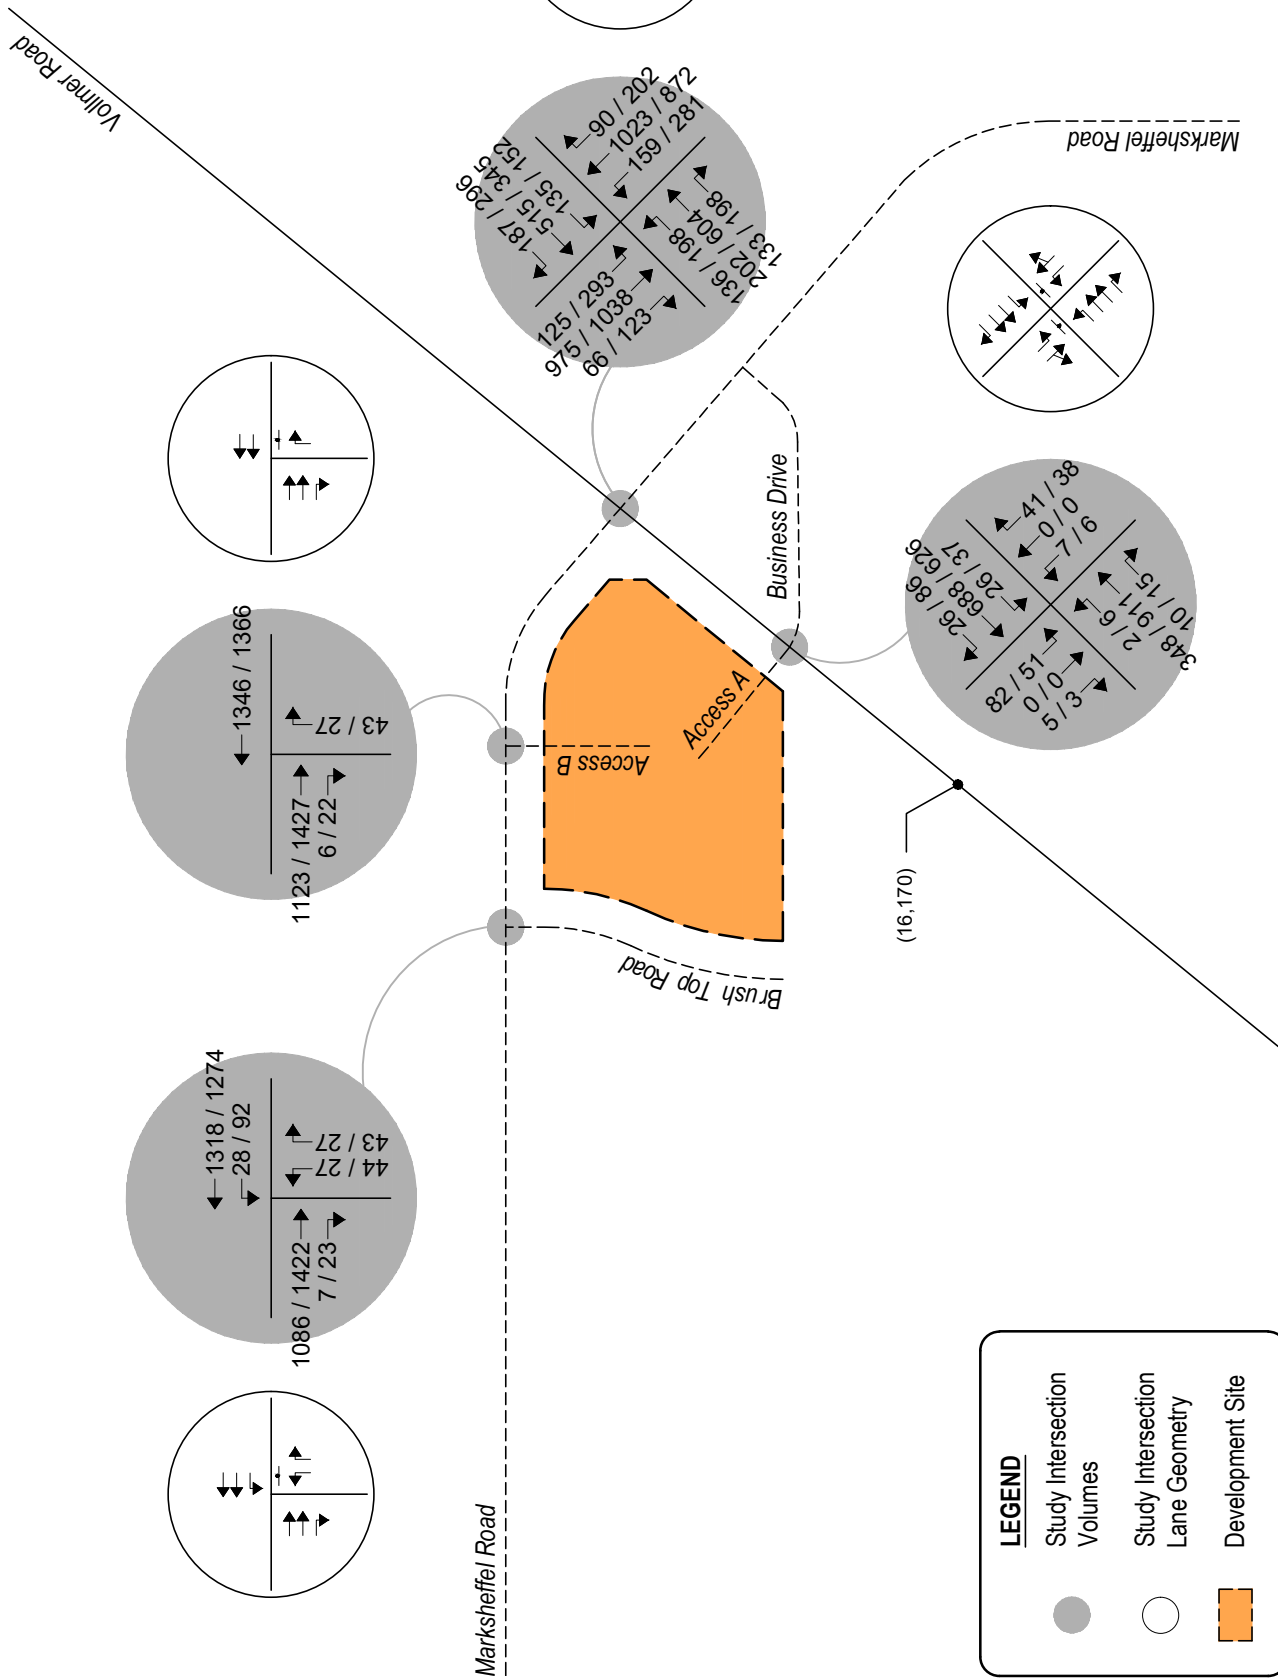 Vollmer Road
90 / 202
1023 / 872
159 / 281
187 / 296
515 / 345
135 / 152
125 / 293
975 / 1038
66 / 123
136 / 198
202 / 604
133 / 198
Marksheffel Road
1346 / 1366
43 / 27
1123 / 1427
6 / 22
Business Drive
Access A
Access B
41 / 38
0 / 0
7 / 6
26 / 86
688 / 626
26 / 37
82 / 51
0 / 0
5 / 3
2 / 6
348 / 911
10 / 15
(16,170)
Brush Top Road
1318 / 1274
28 / 92
43 / 27
44 / 27
1086 / 1422
7 / 23
Marksheffel Road
LEGEND
Study Intersection
Volumes
Study Intersection
Lane Geometry
Development Site